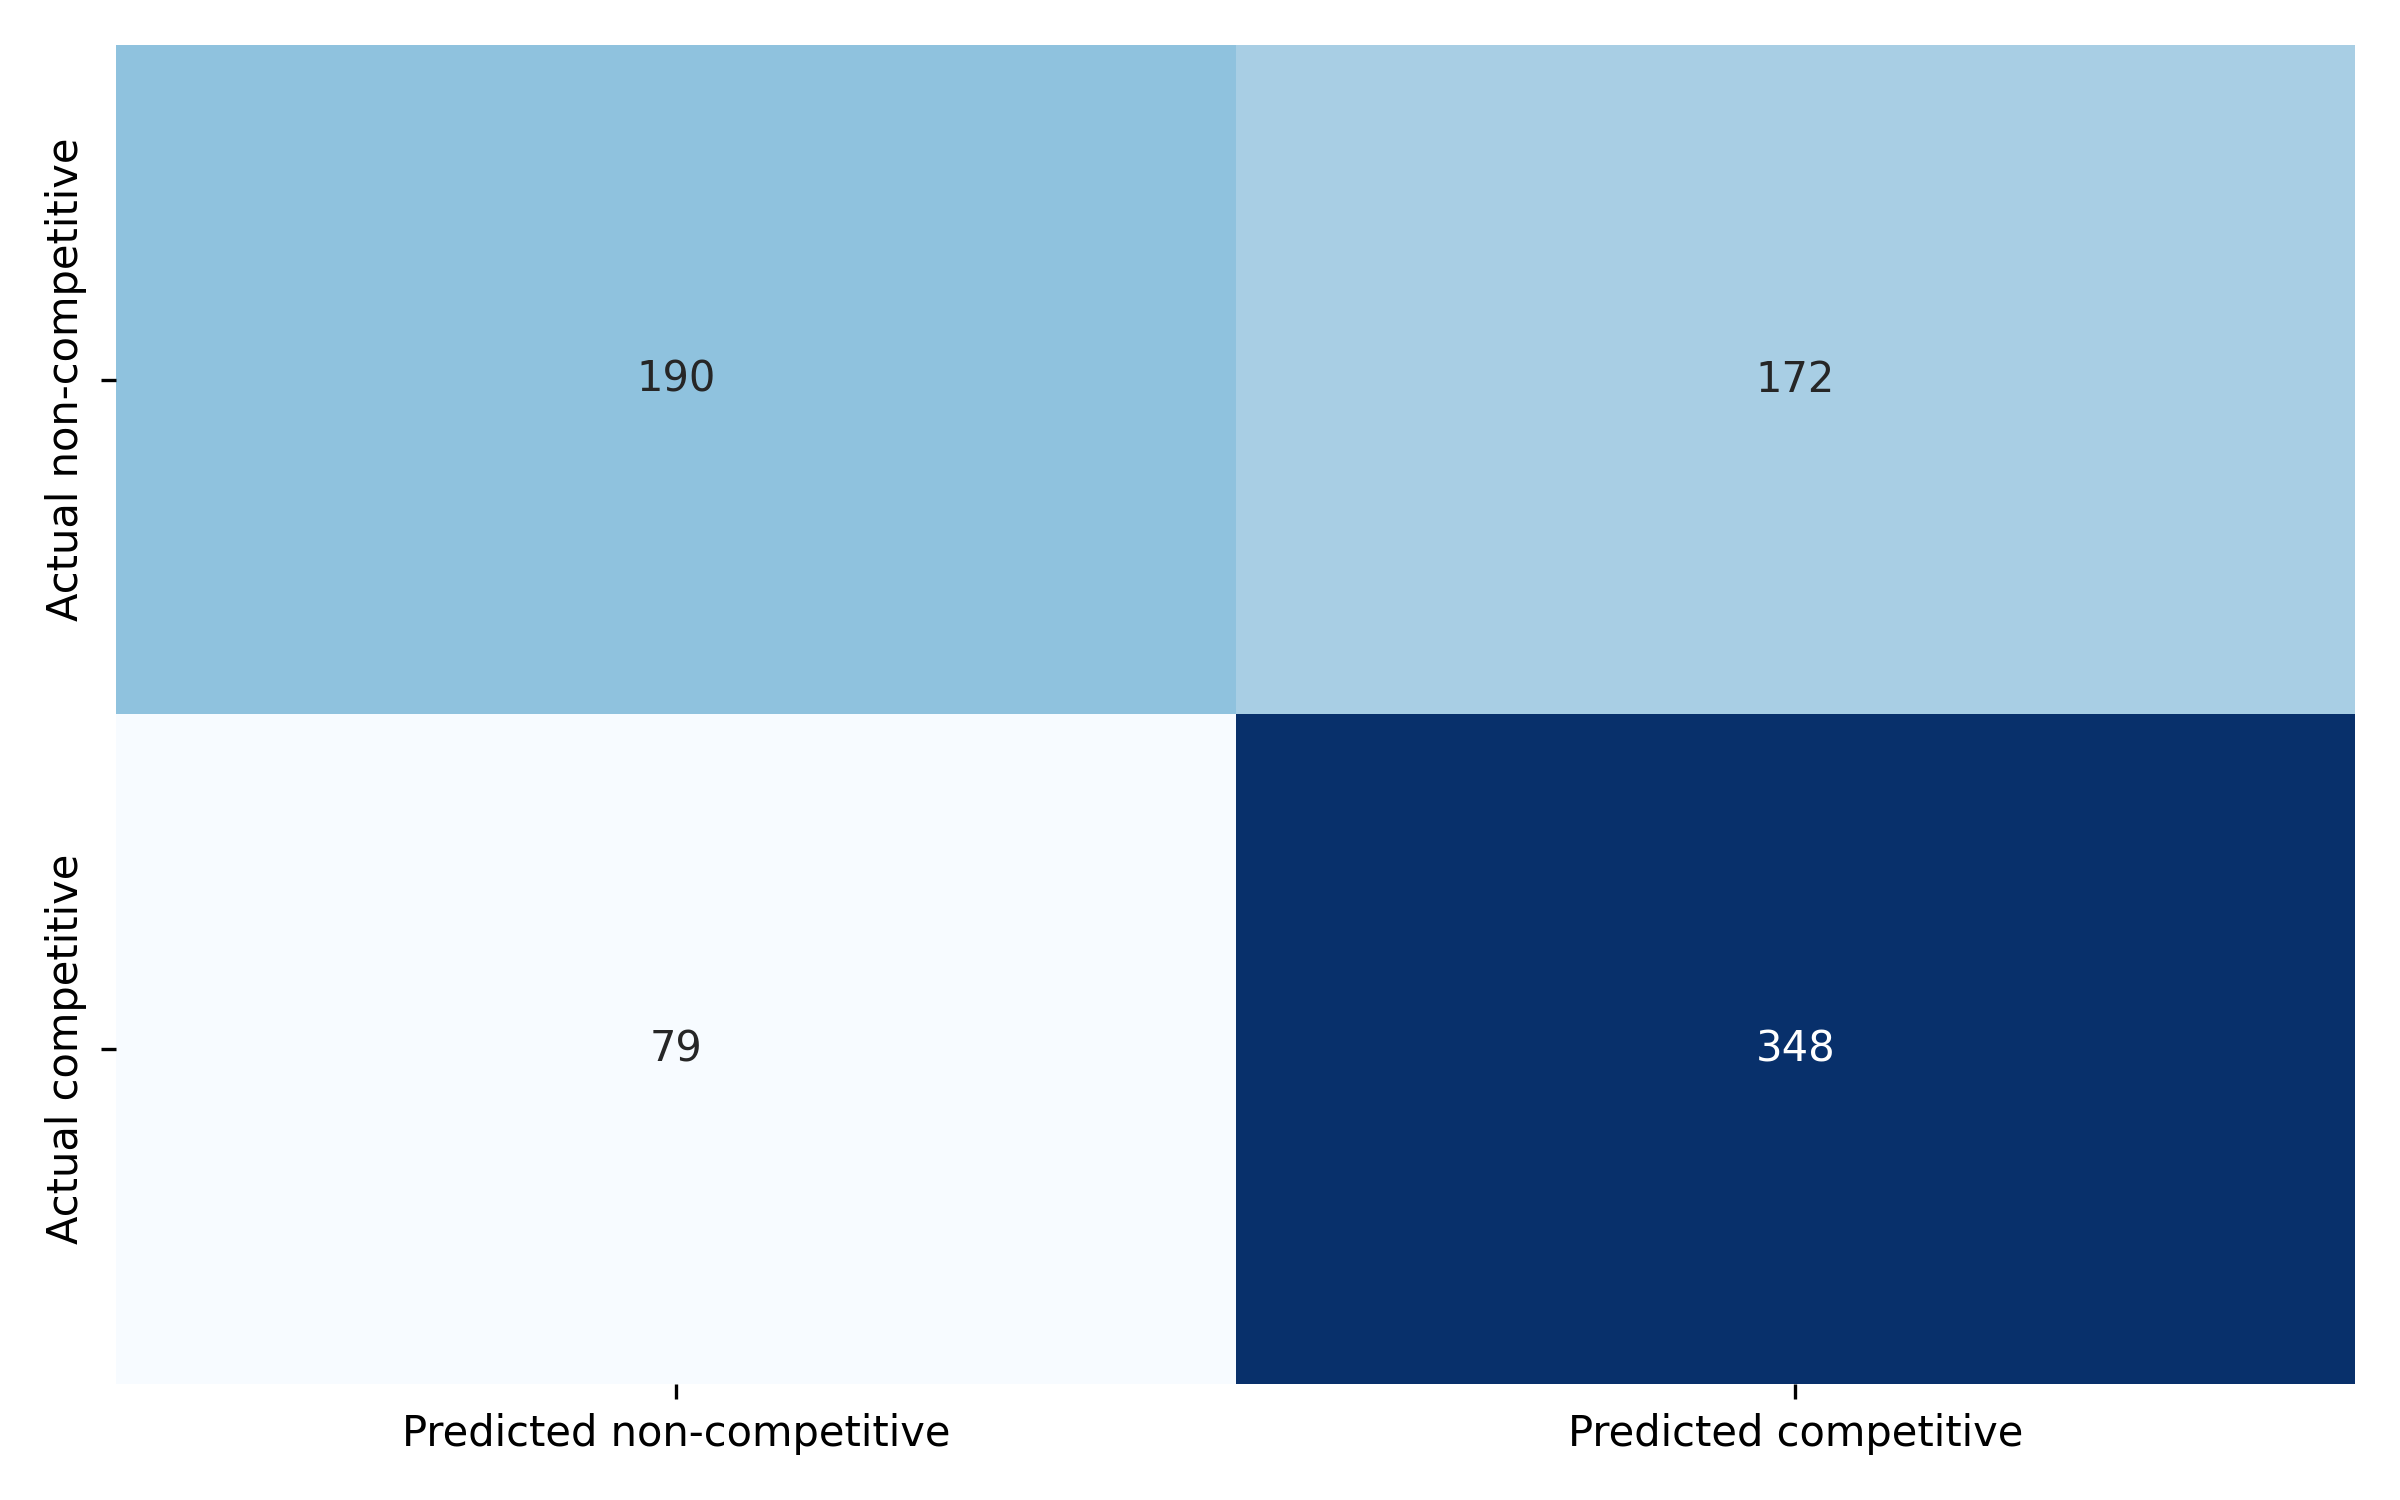 Actual non-competitive
190
172
Actual competitive
79
348
Predicted non-competitive
Predicted competitive